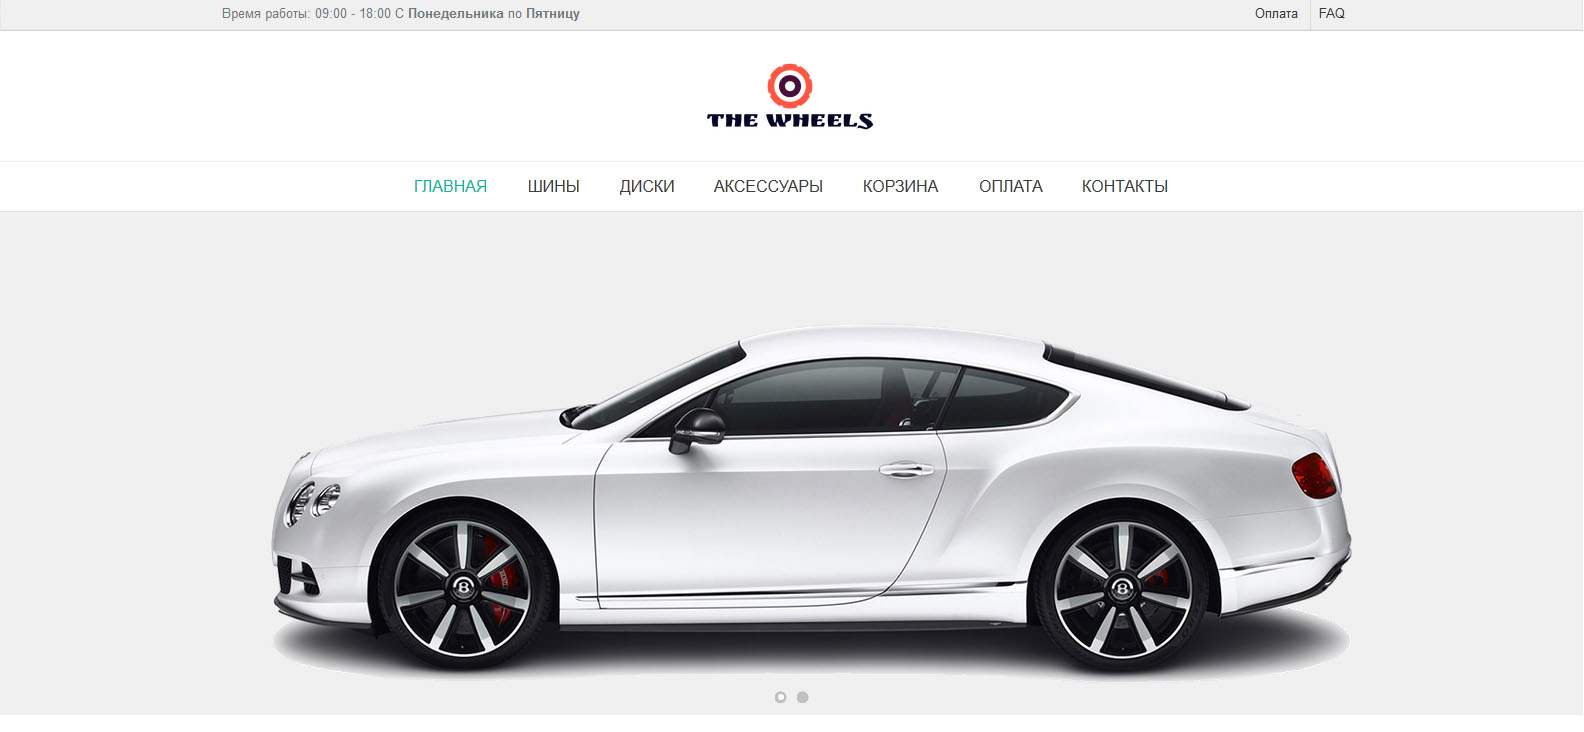 Время работы: 09:00 - 18:00 С Понедельника по Пятницу
Оплата
FAQ
THE WHEELS
ГЛАВНАЯ ШИНЫ ДИСКИ АКСЕССУАРЫ КОРЗИНА ОПЛАТА КОНТАКТЫ
B
B